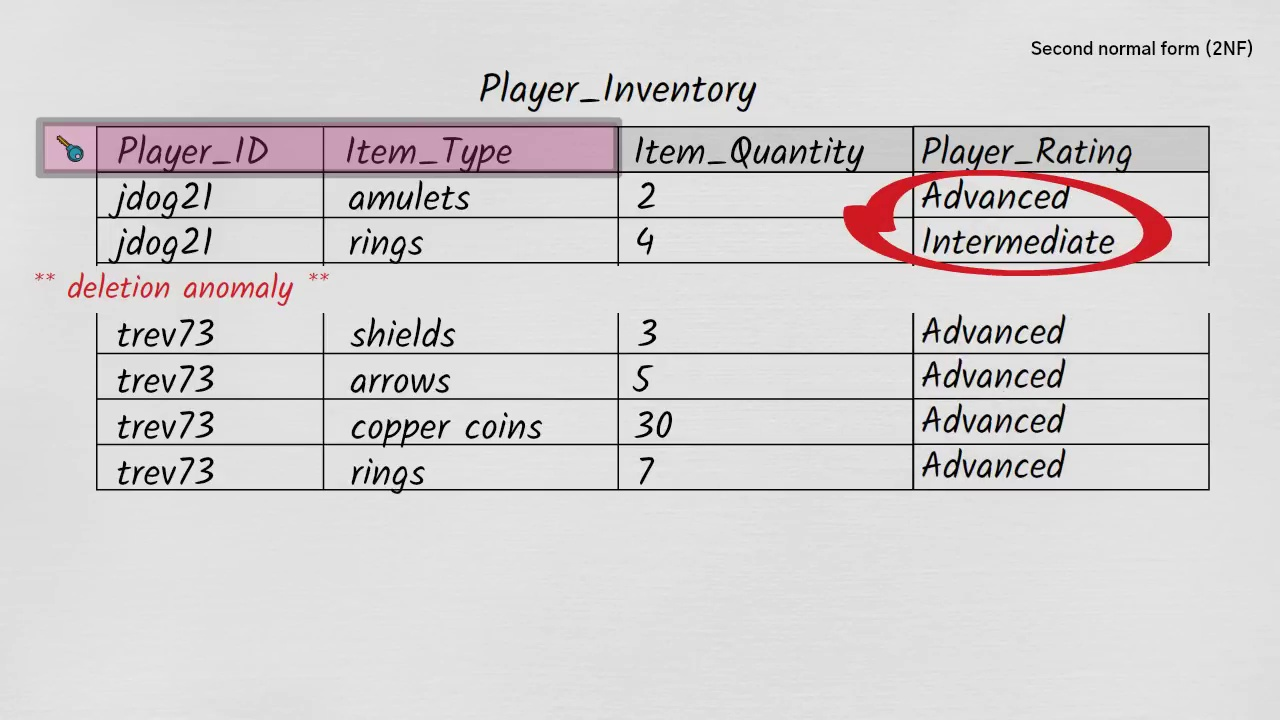 Second normal form (2NF)
Player_Inventory
Player_ID Item_Type Item_Quantity Player_Rating
jdog21 amulets 2 Advanced
jdog21 rings 4 Intermediate
** deletion anomaly **
trev73 shields 3 Advanced
trev73 arrows 5 Advanced
trev73 copper coins 30 Advanced
trev73 rings 7 Advanced